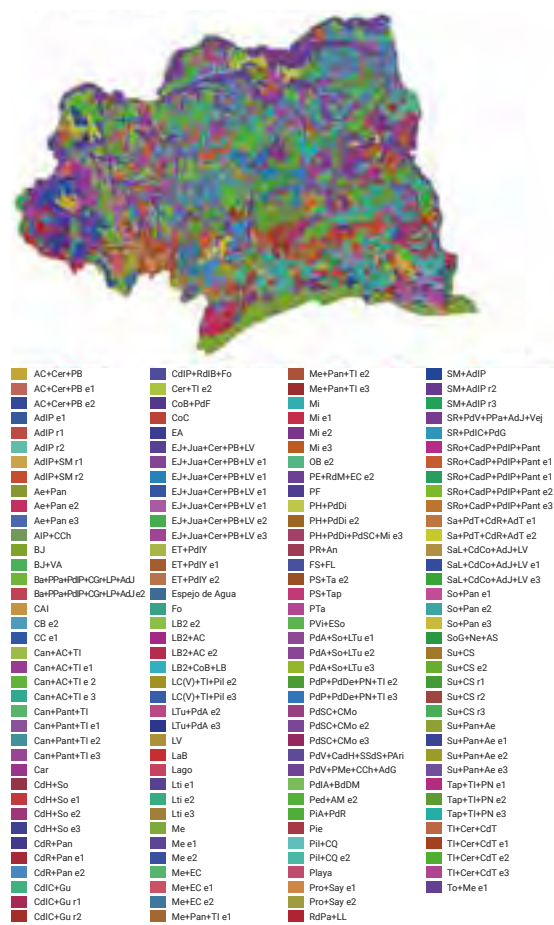 AC+Cer+PB
AC+Cer+PB e1
AC+Cer+PB e2
AdIP e1
AdIP r1
AdIP r2
AdIP+SM r1
AdIP+SM r2
Ae+Pan
Ae+Pan e2
Ae+Pan e3
AIP+CCh
BJ
BJ+VA
Ba+PPa+PdIP+CGr+LP+AdJ
Ba+PPa+PdIP+CGr+LP+AdJ e2
CAI
CB e2
CC e1
Can+AC+TI
Can+AC+TI e1
Can+AC+TI e 2
Can+AC+TI e 3
Can+Pant+TI
Can+Pant+TI e1
Can+Pant+TI e2
Can+Pant+TI e3
Car
CdH+So
CdH+So e1
CdH+So e2
CdH+So e3
CdR+Pan
CdR+Pan e1
CdR+Pan e2
CdIC+Gu
CdIC+Gu r1
CdIC+Gu r2
CdIP+RdIB+Fo
Cer+TI e2
CoB+PdF
CoC
EA
EJ+Jua+Cer+PB+LV
EJ+Jua+Cer+PB+LV e1
EJ+Jua+Cer+PB+LV e1
EJ+Jua+Cer+PB+LV e1
EJ+Jua+Cer+PB+LV e1
EJ+Jua+Cer+PB+LV e2
EJ+Jua+Cer+PB+LV e3
ET+PdIY
ET+PdIY e1
ET+PdIY e2
Espejo de Agua
Fo
LB2 e2
LB2+AC
LB2+AC e2
LB2+CoB+LB
LC(V)+TI+Pil e2
LC(V)+TI+Pil e3
LTu+PdA e2
LTu+PdA e3
LV
LaB
Lago
Lti e1
Lti e2
Lti e3
Me
Me e1
Me e2
Me+EC
Me+EC e1
Me+EC e2
Me+Pan+TI e1
Me+Pan+TI e2
Me+Pan+TI e3
Mi
Mi e1
Mi e2
Mi e3
OB e2
PE+RdM+EC e2
PF
PH+PdDi
PH+PdDi e2
PH+PdDi+PdSC+Mi e3
PR+An
FS+FL
PS+Ta e2
PS+Tap
PTa
PVi+ESo
PdA+So+LTu e1
PdA+So+LTu e2
PdA+So+LTu e3
PdP+PdDe+PN+TI e2
PdP+PdDe+PN+TI e3
PdSC+CMo
PdSC+CMo e2
PdSC+CMo e3
PdV+CadH+SSdS+PAri
PdV+PMe+CCh+AdG
PdIA+BdDM
Ped+AM e2
PiA+PdR
Pie
Pil+CQ
Pil+CQ e2
Playa
Pro+Say e1
Pro+Say e2
RdPa+LL
SM+AdIP
SM+AdIP r2
SM+AdIP r3
SR+PdV+PPa+AdJ+Vej
SR+PdIC+PdG
SRo+CadP+PdIP+Pant
SRo+CadP+PdIP+Pant e1
SRo+CadP+PdIP+Pant e1
SRo+CadP+PdIP+Pant e2
SRo+CadP+PdIP+Pant e3
Sa+PdT+CdR+AdT e1
Sa+PdT+CdR+AdT e2
SaL+CdCo+AdJ+LV
SaL+CdCo+AdJ+LV e1
SaL+CdCo+AdJ+LV e3
So+Pan e1
So+Pan e2
So+Pan e3
SoG+Ne+AS
Su+CS
Su+CS e2
Su+CS r1
Su+CS r2
Su+CS r3
Su+Pan+Ae
Su+Pan+Ae e1
Su+Pan+Ae e2
Su+Pan+Ae e3
Tap+TI+PN e1
Tap+TI+PN e2
Tap+TI+PN e3
TI+Cer+CdT
TI+Cer+CdT e1
TI+Cer+CdT e2
TI+Cer+CdT e3
To+Me e1